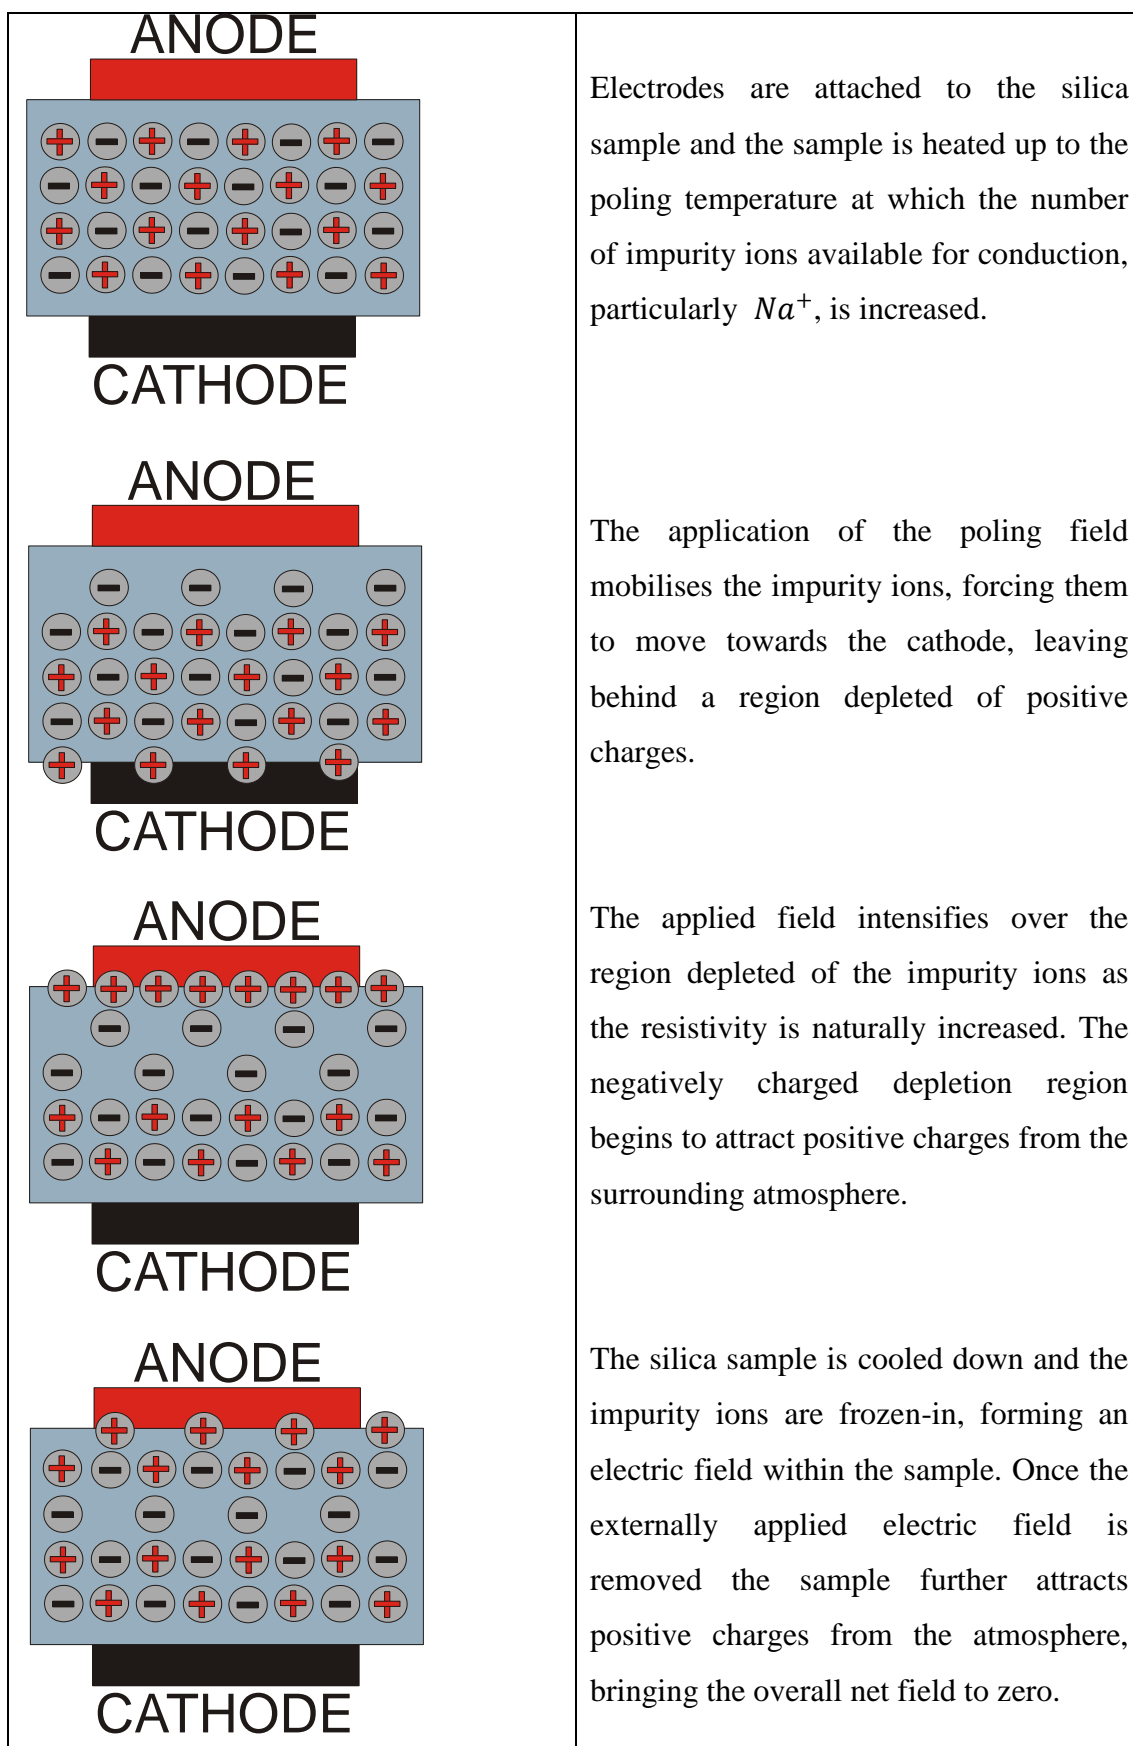 ANODE
CATHODE
Electrodes are attached to the silica
sample and the sample is heated up to the
poling temperature at which the number
of impurity ions available for conduction,
particularly Na⁺, is increased.
ANODE
CATHODE
The application of the poling field
mobilises the impurity ions, forcing them
to move towards the cathode, leaving
behind a region depleted of positive
charges.
ANODE
CATHODE
The applied field intensifies over the
region depleted of the impurity ions as
the resistivity is naturally increased. The
negatively charged depletion region
begins to attract positive charges from the
surrounding atmosphere.
ANODE
CATHODE
The silica sample is cooled down and the
impurity ions are frozen-in, forming an
electric field within the sample. Once the
externally applied electric field is
removed the sample further attracts
positive charges from the atmosphere,
bringing the overall net field to zero.